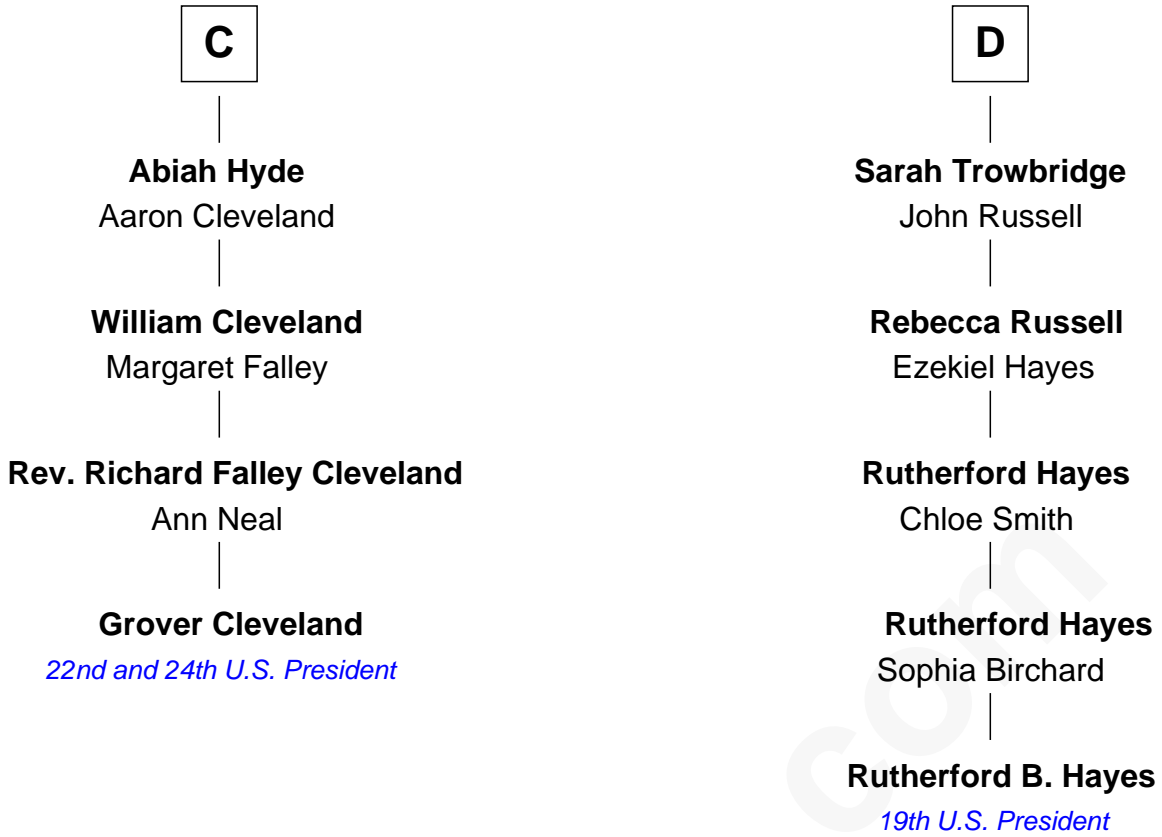 C
Abiah Hyde
Aaron Cleveland
William Cleveland
Margaret Falley
Rev. Richard Falley Cleveland
Ann Neal
Grover Cleveland
22nd and 24th U.S. President
D
Sarah Trowbridge
John Russell
Rebecca Russell
Ezekiel Hayes
Rutherford Hayes
Chloe Smith
Rutherford Hayes
Sophia Birchard
Rutherford B. Hayes
19th U.S. President
com